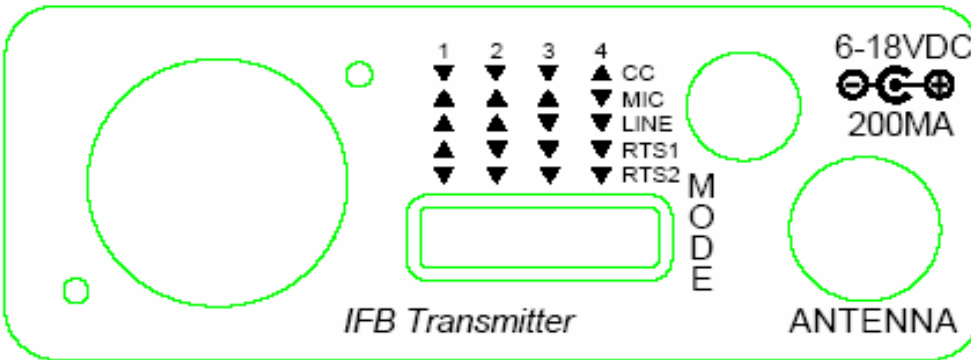 1 2 3 4
▼ ▼ ▼ ▲ CC
▲ ▲ ▲ ▼ MIC
▲ ▲ ▼ ▼ LINE
▲ ▼ ▼ ▼ RTS1
▼ ▼ ▼ ▼ RTS2
MODE
6-18VDC
200MA
IFB Transmitter
ANTENNA